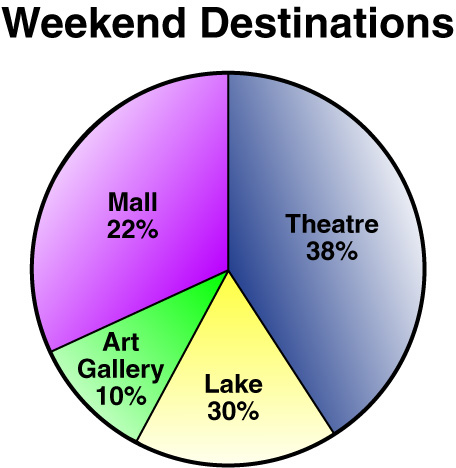 Weekend Destinations
Mall
22%
Theatre
38%
Art
Gallery
10%
Lake
30%